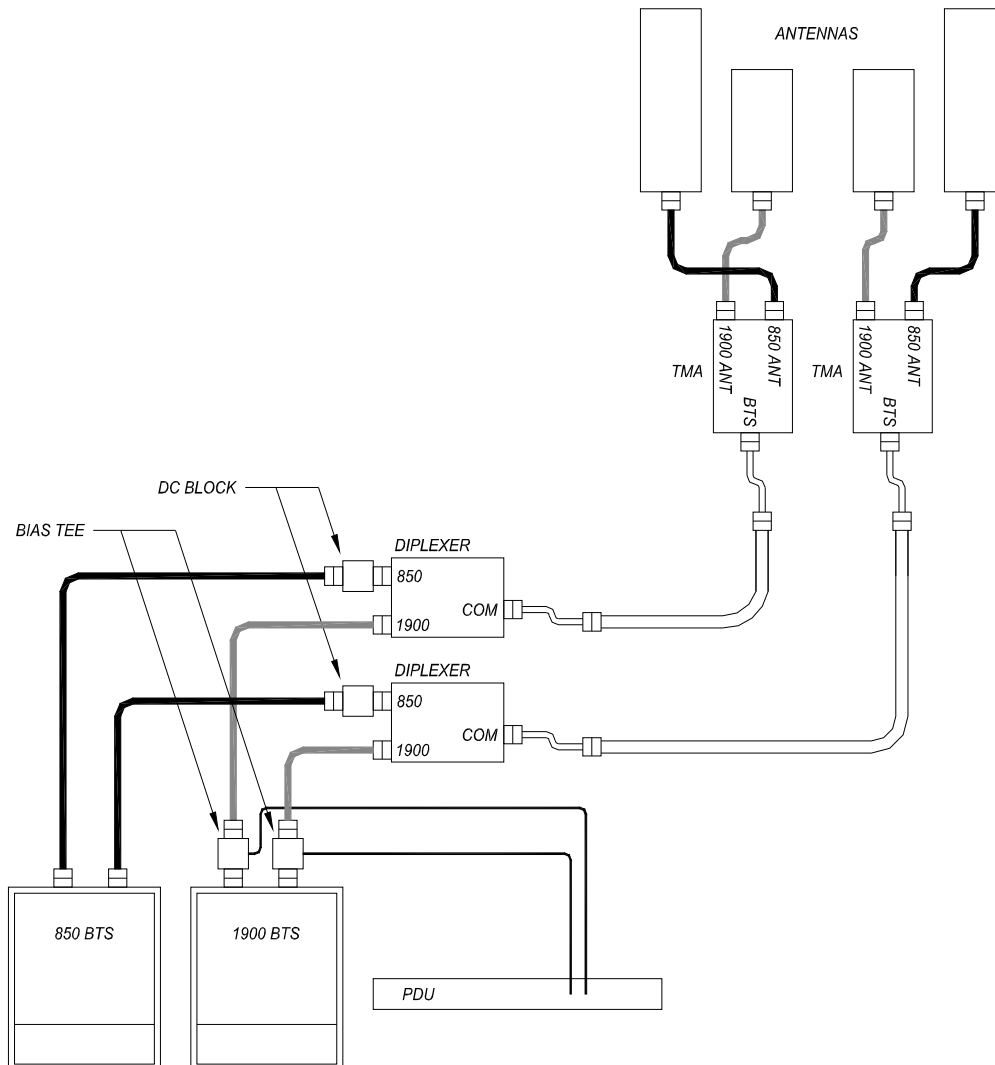 ANTENNAS
1900 ANT
850 ANT
1900 ANT
850 ANT
TMA
TMA
BTS
BTS
DC BLOCK
BIAS TEE
DIPLEXER
850
COM
1900
DIPLEXER
850
COM
1900
850 BTS
1900 BTS
PDU